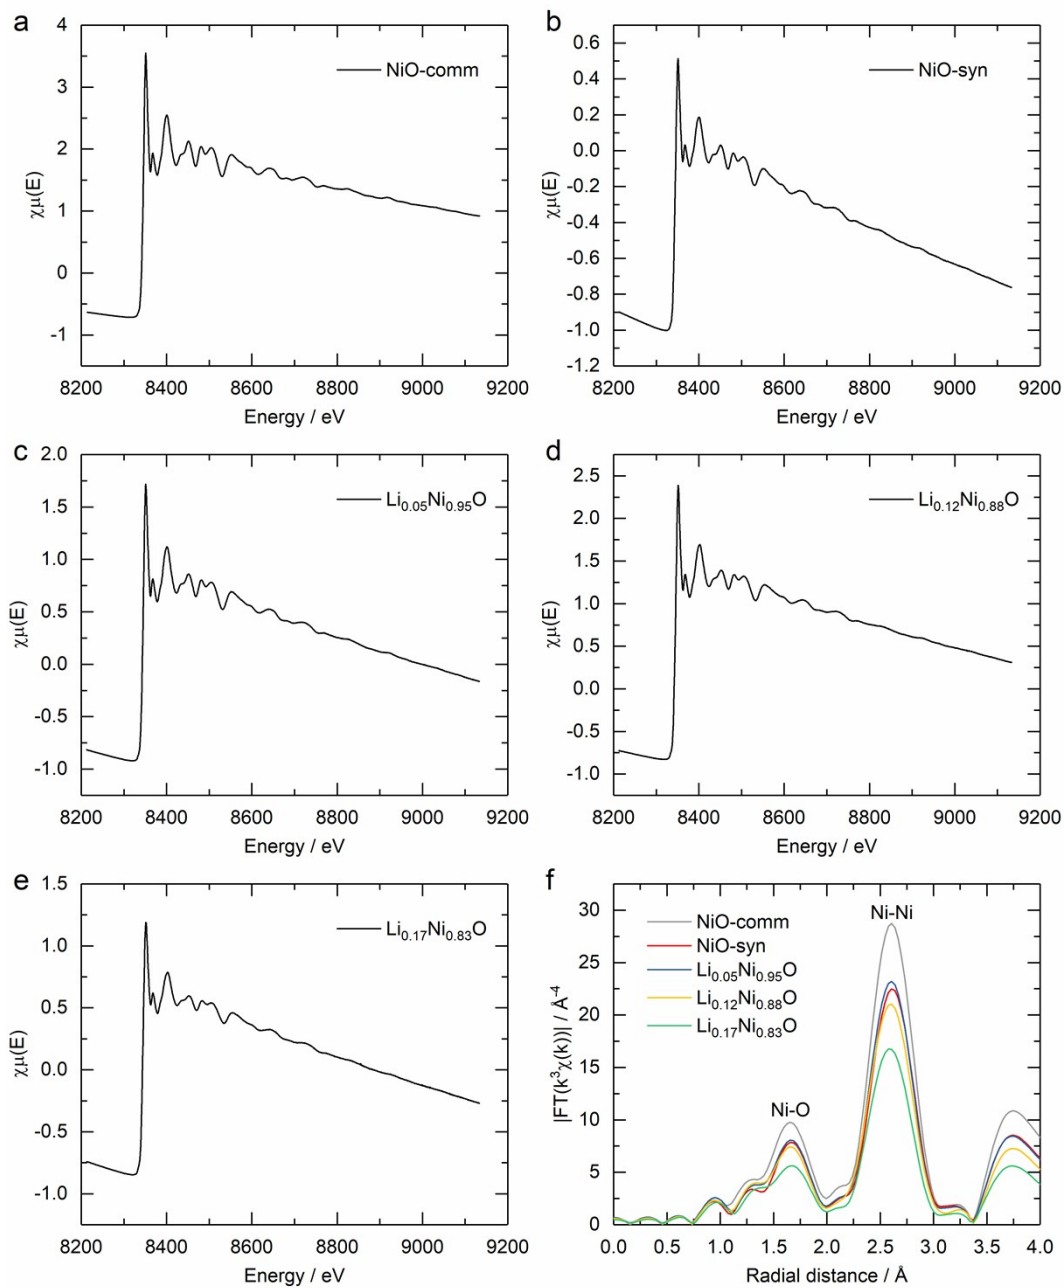 a
NiO-comm
4
3
2
1
0
-1
χμ(E)
8200 8400 8600 8800 9000 9200
Energy / eV
b
NiO-syn
0.6
0.4
0.2
0.0
-0.2
-0.4
-0.6
-0.8
-1.0
-1.2
χμ(E)
8200 8400 8600 8800 9000 9200
Energy / eV
c
Li0.05Ni0.95O
2.0
1.5
1.0
0.5
0.0
-0.5
-1.0
χμ(E)
8200 8400 8600 8800 9000 9200
Energy / eV
d
Li0.12Ni0.88O
2.5
2.0
1.5
1.0
0.5
0.0
-0.5
-1.0
χμ(E)
8200 8400 8600 8800 9000 9200
Energy / eV
e
Li0.17Ni0.83O
1.5
1.0
0.5
0.0
-0.5
-1.0
χμ(E)
8200 8400 8600 8800 9000 9200
Energy / eV
f
NiO-comm
NiO-syn
Li0.05Ni0.95O
Li0.12Ni0.88O
Li0.17Ni0.83O
Ni-Ni
Ni-O
30
25
20
15
10
5
0
|FT(k³χ(k))| / Å⁻⁴
0.0 0.5 1.0 1.5 2.0 2.5 3.0 3.5 4.0
Radial distance / Å